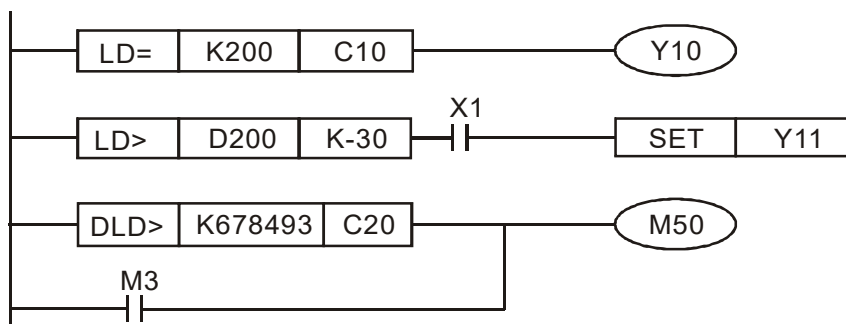 LD= K200 C10 Y10
X1
LD> D200 K-30 SET Y11
DLD> K678493 C20 M50
M3